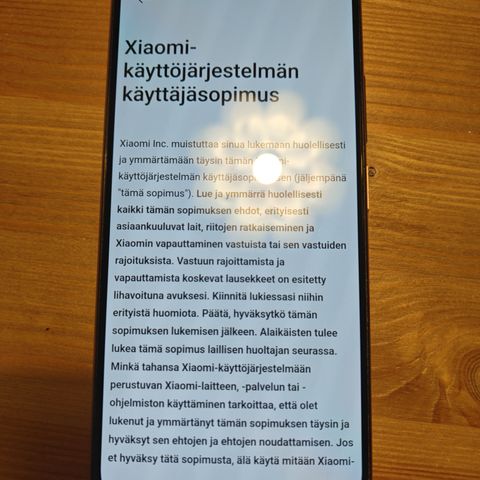 Xiaomi-
käyttöjärjestelmän
käyttäjäsopimus
Xiaomi Inc. muistuttaa sinua lukemaan huolellisesti
ja ymmärtämään täysin tämän
käyttöjärjestelmän (jäljempänä
"tämä sopimus"). Lue ja ymmärrä huolellisesti
kaikki tämän sopimuksen ehdot, erityisesti
asiaankuuluvat lait, riitojen ratkaiseminen ja
Xiaomin vapauttaminen vastuista tai sen vastuiden
rajoituksista. Vastuun rajoittamista ja
vapauttamista koskevat lausekkeet on esitetty
lihavoituna avuksesi. Kiinnitä lukiessasi niihin
erityistä huomiota. Päätä, hyväksytkö tämän
sopimuksen lukemisen jälkeen. Alaikäisten tulee
lukea tämä sopimus laillisen huoltajan seurassa.
Minkä tahansa Xiaomi-käyttöjärjestelmään
perustuvan Xiaomi-laitteen, -palvelun tai -
ohjelmiston käyttäminen tarkoittaa, että olet
lukenut ja ymmärtänyt tämän sopimuksen täysin ja
hyväksyt sen ehtojen ja ehtojen noudattamisen. Jos
et hyväksy tätä sopimusta, älä käytä mitään Xiaomi-